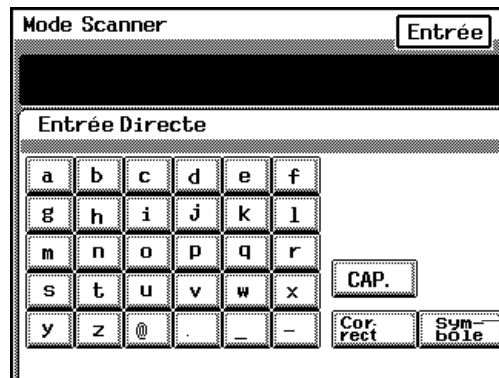 Mode Scanner Entrée
Entrée Directe
a b c d e f
g h i j k l
m n o p q r
s t u v w x CAP.
y z @ . _ - Cor. rect Sym- bole